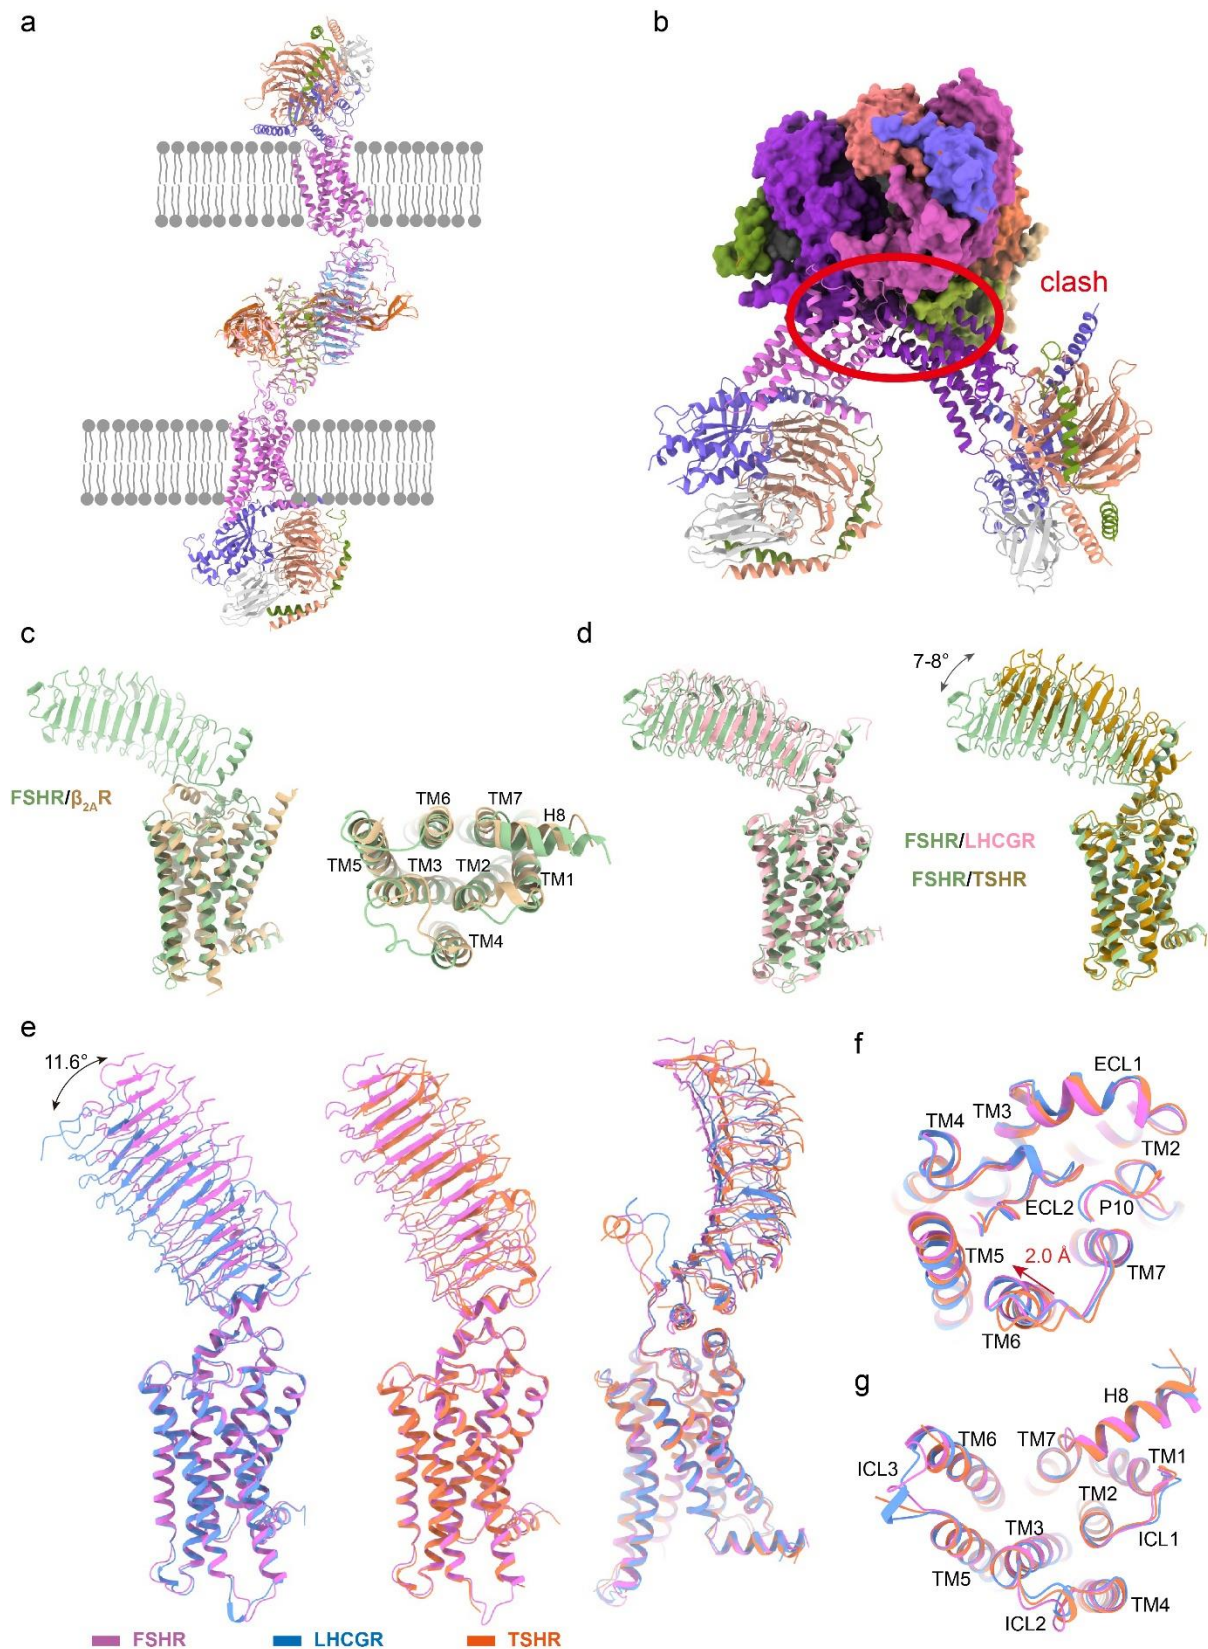 a
b
clash
c
d
7-8°
FSHR/β2AR
TM6
TM7
H8
TM5
TM3
TM2
TM1
TM4
FSHR/LHCGR
FSHR/TSHR
e
11.6°
f
ECL1
TM3
TM4
TM2
ECL2
P10
TM5
2.0 Å
TM7
TM6
g
H8
TM6
TM7
TM1
ICL3
TM2
TM3
ICL1
TM5
TM4
ICL2
FSHR
LHCGR
TSHR